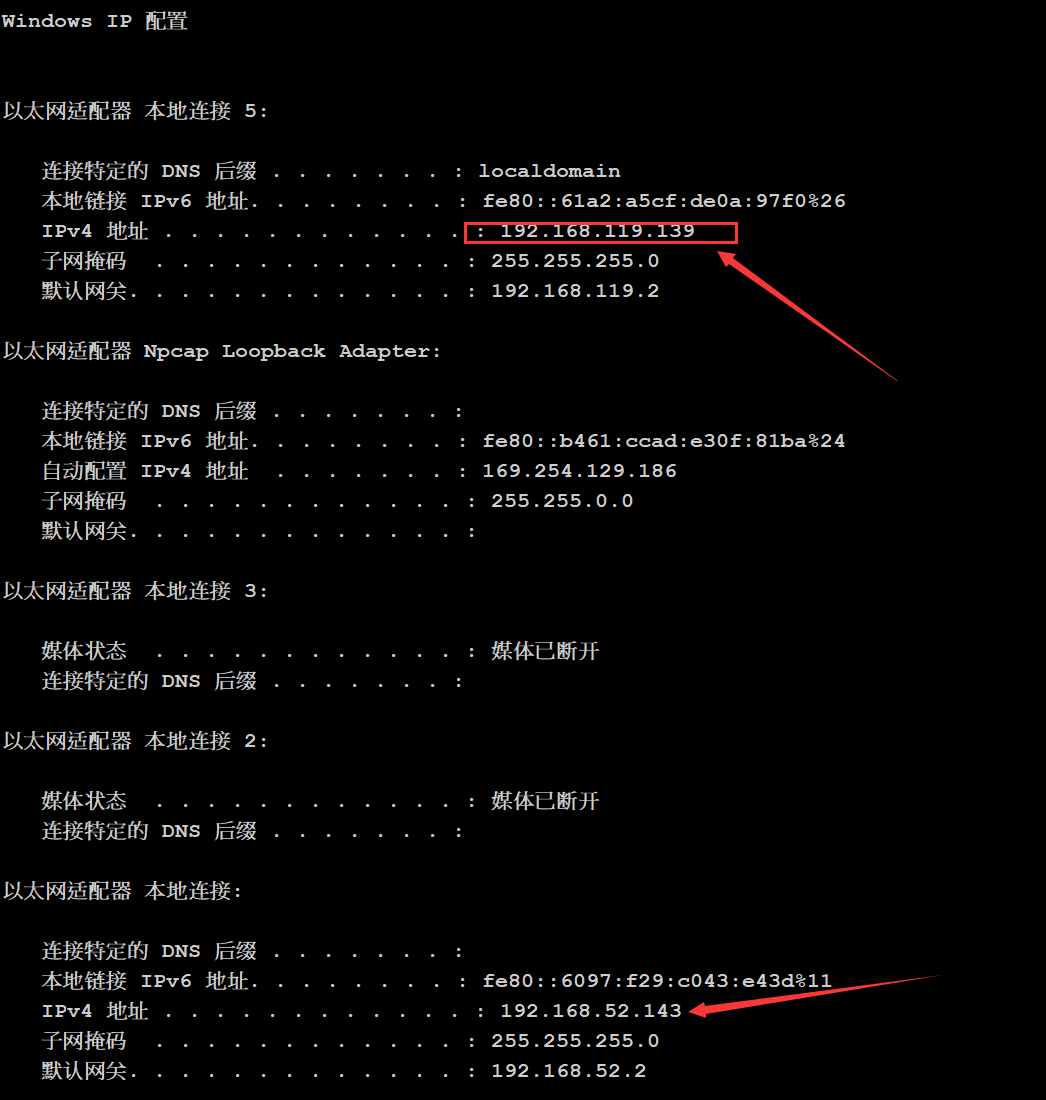 Windows IP 配置
以太网适配器 本地连接 5:
连接特定的 DNS 后缀 . . . . . . . : localdomain
本地链接 IPv6 地址. . . . . . . . : fe80::61a2:a5cf:de0a:97f0%26
IPv4 地址 . . . . . . . . . . . . : 192.168.119.139
子网掩码  . . . . . . . . . . . . : 255.255.255.0
默认网关. . . . . . . . . . . . . : 192.168.119.2
以太网适配器 Npcap Loopback Adapter:
连接特定的 DNS 后缀 . . . . . . . :
本地链接 IPv6 地址. . . . . . . . : fe80::b461:ccad:e30f:81ba%24
自动配置 IPv4 地址  . . . . . . . : 169.254.129.186
子网掩码  . . . . . . . . . . . . : 255.255.0.0
默认网关. . . . . . . . . . . . . :
以太网适配器 本地连接 3:
媒体状态  . . . . . . . . . . . . : 媒体已断开
连接特定的 DNS 后缀 . . . . . . . :
以太网适配器 本地连接 2:
媒体状态  . . . . . . . . . . . . : 媒体已断开
连接特定的 DNS 后缀 . . . . . . . :
以太网适配器 本地连接:
连接特定的 DNS 后缀 . . . . . . . :
本地链接 IPv6 地址. . . . . . . . : fe80::6097:f29:c043:e43d%11
IPv4 地址 . . . . . . . . . . . . : 192.168.52.143
子网掩码  . . . . . . . . . . . . : 255.255.255.0
默认网关. . . . . . . . . . . . . : 192.168.52.2